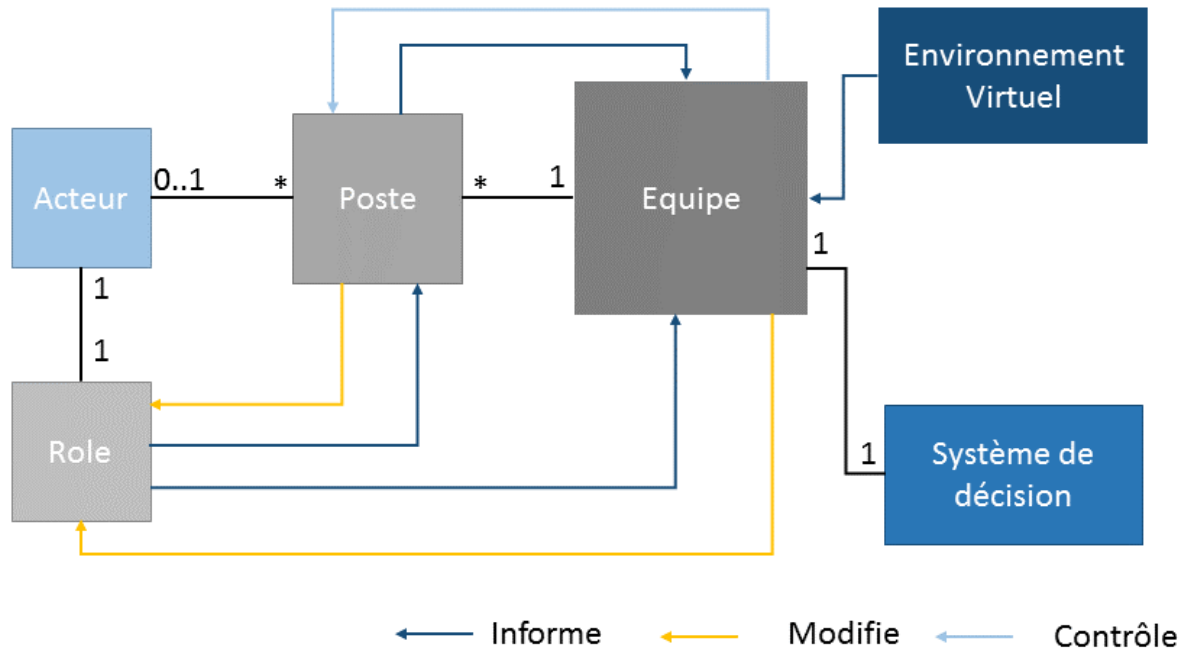 Environnement
Virtuel
Acteur
0..1
*
Poste
*
1
Equipe
1
1
1
Role
1
Système de
décision
Informe
Modifie
Contrôle